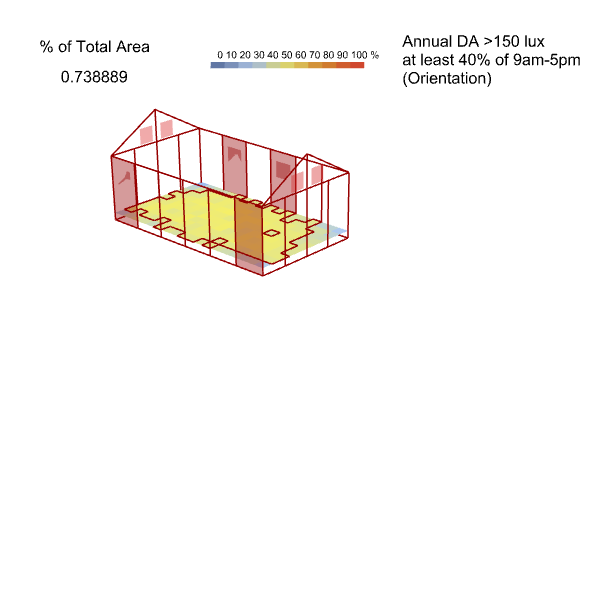 % of Total Area
0.738889
0 10 20 30 40 50 60 70 80 90 100 %
Annual DA >150 lux
at least 40% of 9am-5pm
(Orientation)